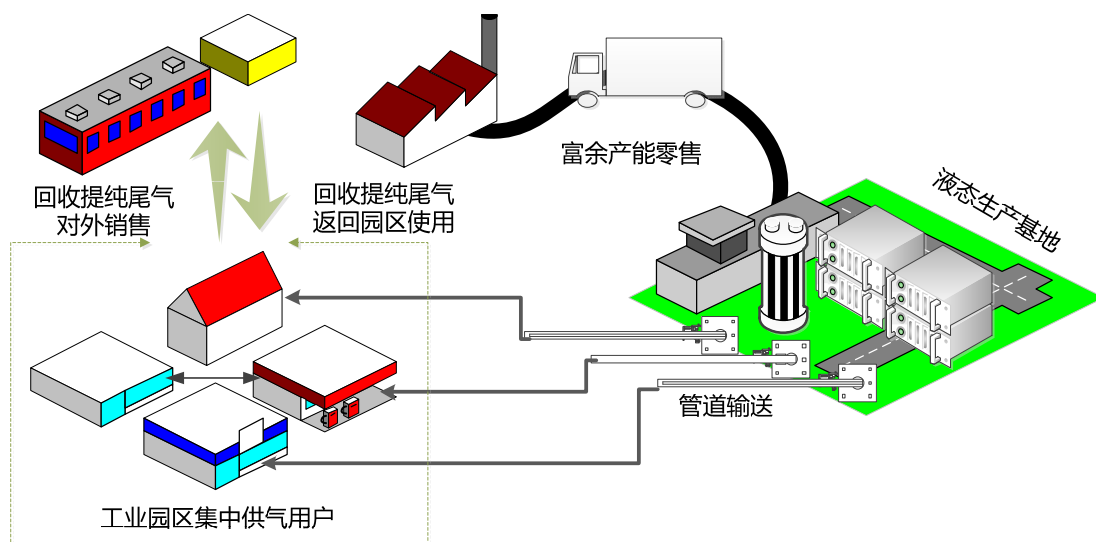 富余产能零售
液态生产基地
回收提纯尾气
对外销售
回收提纯尾气
返回园区使用
管道输送
工业园区集中供气用户